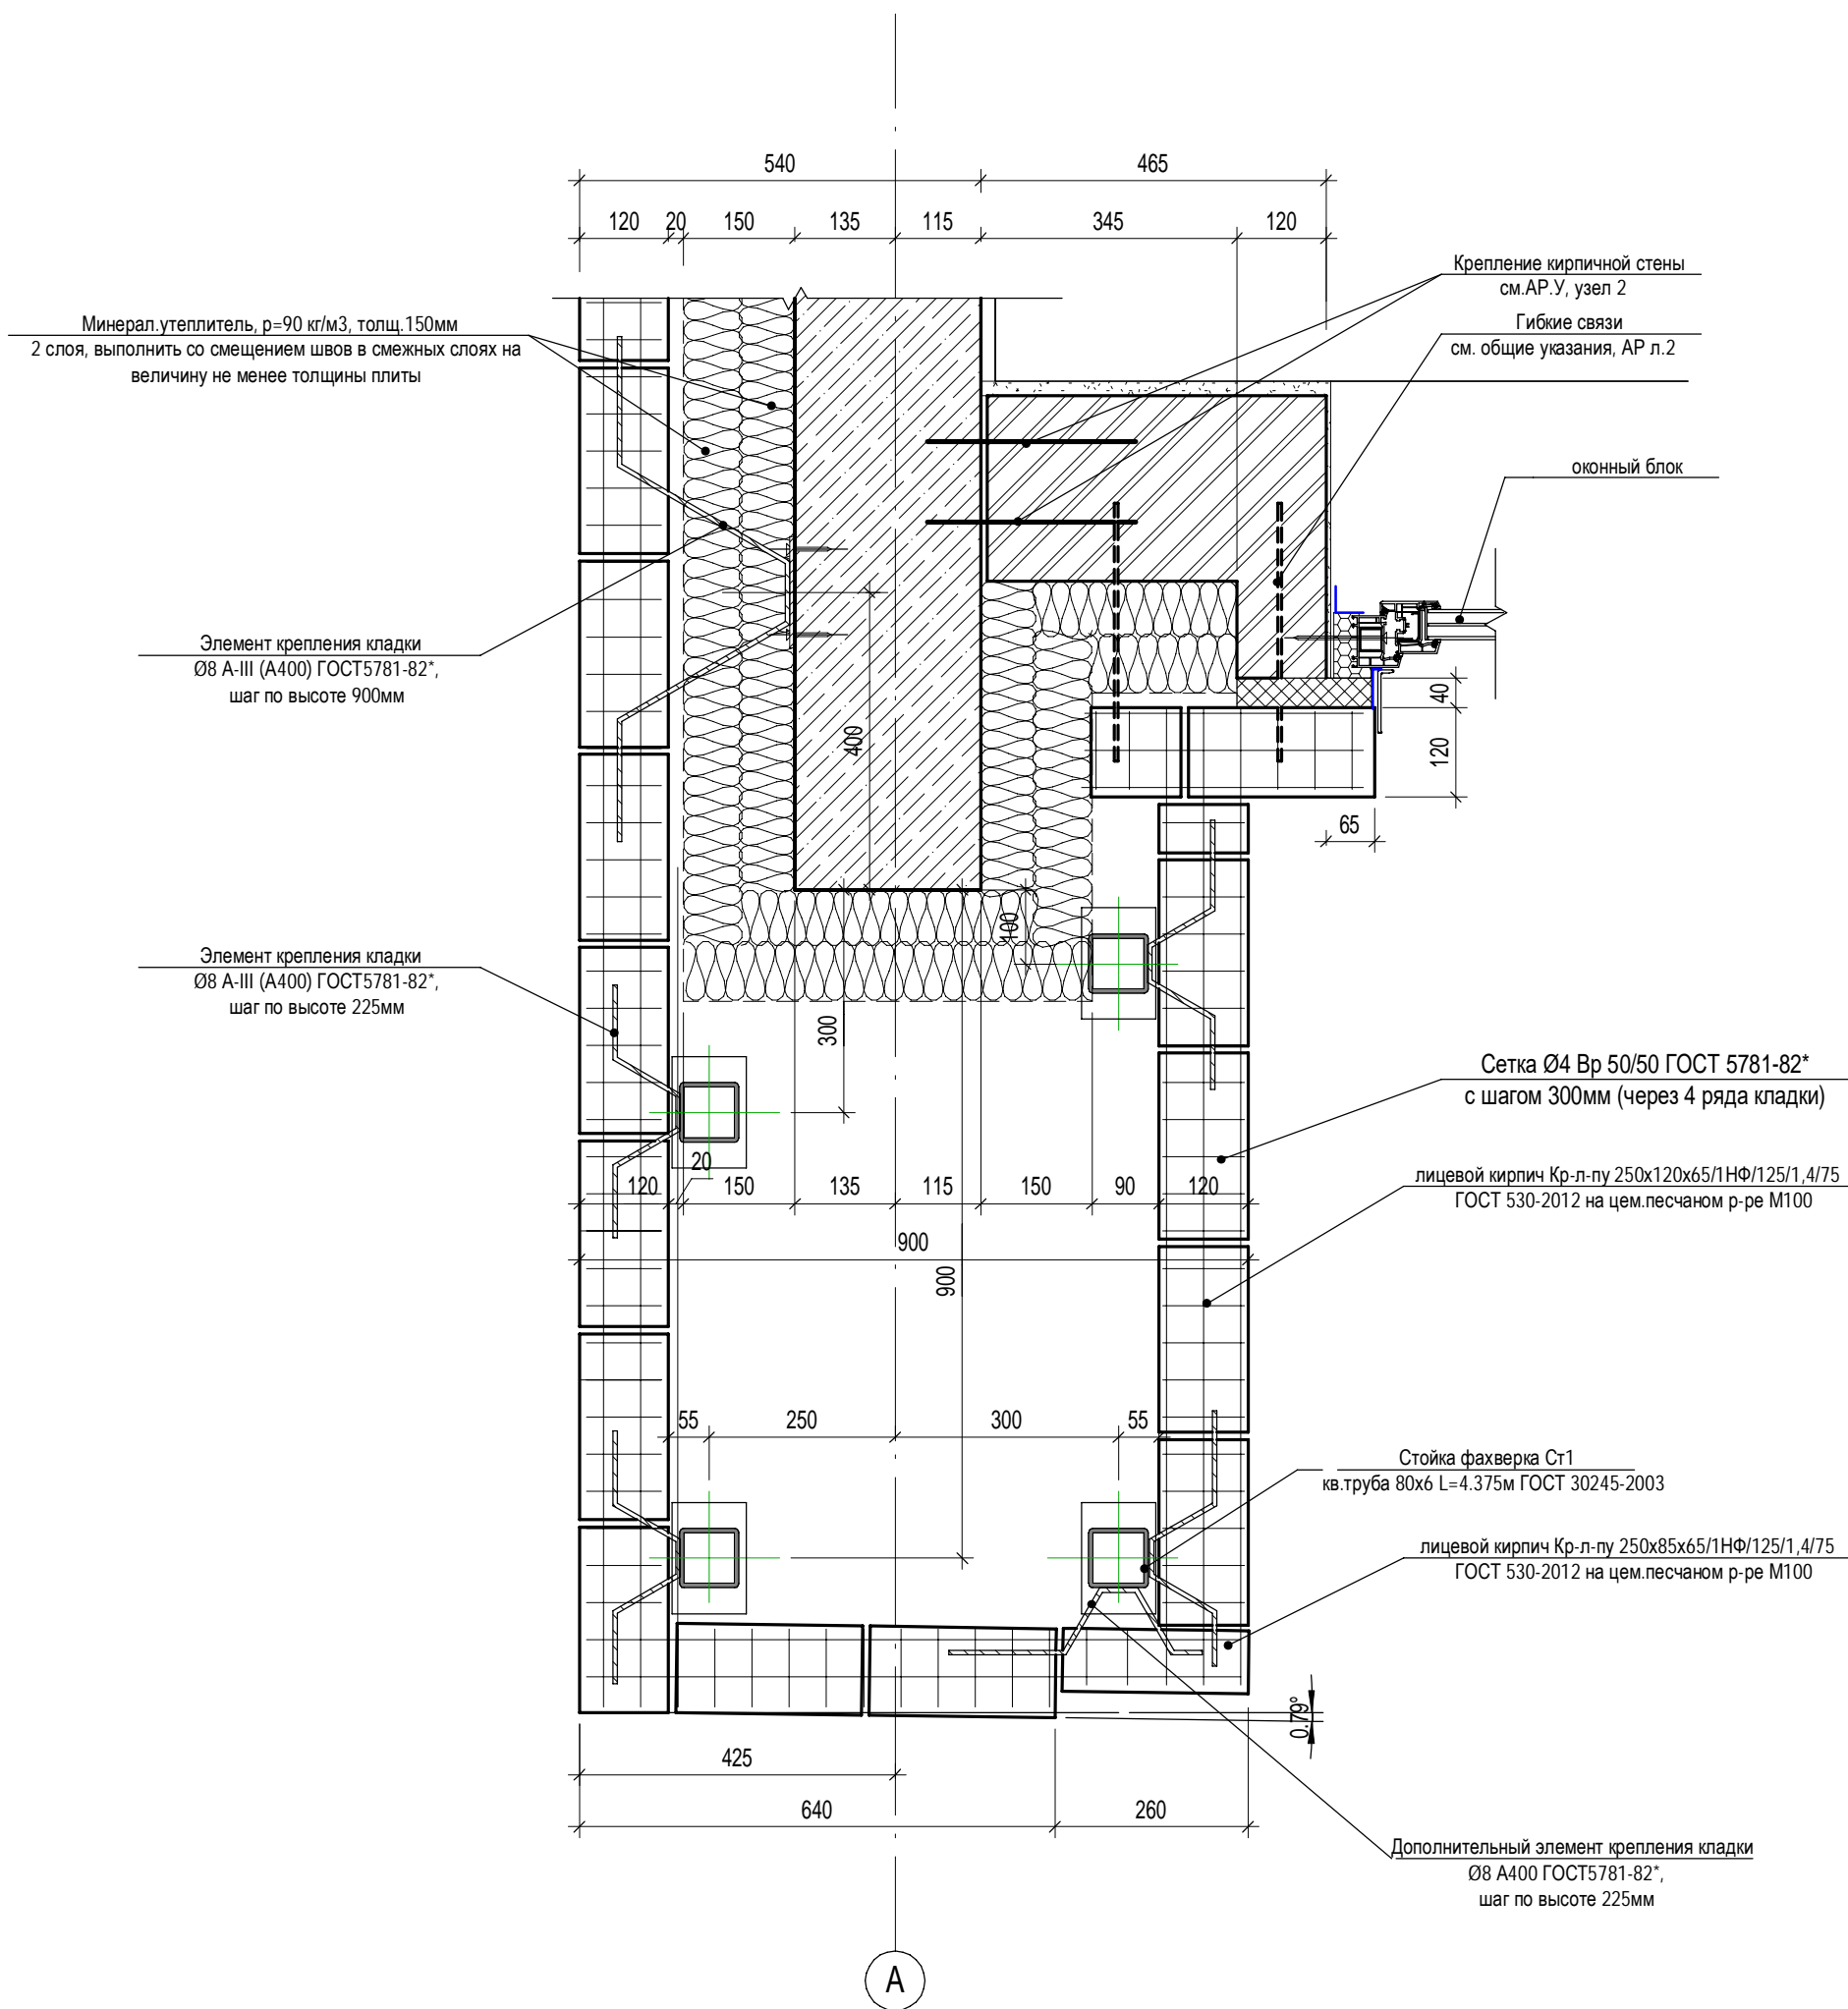 540
465
120
20
150
135
115
345
120
Крепление кирпичной стены
см.АР.У, узел 2
Гибкие связи
см. общие указания, АР л.2
Минерал.утеплитель, р=90 кг/м3, толщ.150мм
2 слоя, выполнить со смещением швов в смежных слоях на
величину не менее толщины плиты
оконный блок
Элемент крепления кладки
Ø8 А-III (А400) ГОСТ5781-82*,
шаг по высоте 900мм
40
400
120
65
100
Элемент крепления кладки
Ø8 А-III (А400) ГОСТ5781-82*,
шаг по высоте 225мм
300
Сетка Ø4 Вр 50/50 ГОСТ 5781-82*
с шагом 300мм (через 4 ряда кладки)
20
120
150
135
115
150
90
120
лицевой кирпич Кр-л-пу 250х120х65/1НФ/125/1,4/75
ГОСТ 530-2012 на цем.песчаном р-ре М100
900
900
55
250
300
55
Стойка фахверка Ст1
кв.труба 80х6 L=4.375м ГОСТ 30245-2003
лицевой кирпич Кр-л-пу 250х85х65/1НФ/125/1,4/75
ГОСТ 530-2012 на цем.песчаном р-ре М100
0.79°
425
640
260
Дополнительный элемент крепления кладки
Ø8 А400 ГОСТ5781-82*,
шаг по высоте 225мм
А